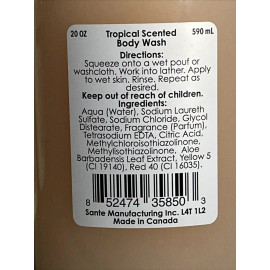 20 OZ Tropical Scented 590 mL
Body Wash
Directions:
Squeeze onto a wet pouf or
washcloth. Work into lather. Apply
to wet skin. Rinse. Repeat as
desired.
Keep out of reach of children.
Ingredients:
Aqua (Water), Sodium Laureth
Sulfate, Sodium Chloride, Glycol
Distearate, Fragrance (Parfum),
Tetrasodium EDTA, Citric Acid,
Methylchloroisothiazolinone,
Methylisothiazolinone, Aloe
Barbadensis Leaf Extract, Yellow 5
(CI 19140), Red 40 (CI 16035).
8 52474 35850 3
Sante Manufacturing Inc. L4T 1L2
Made in Canada